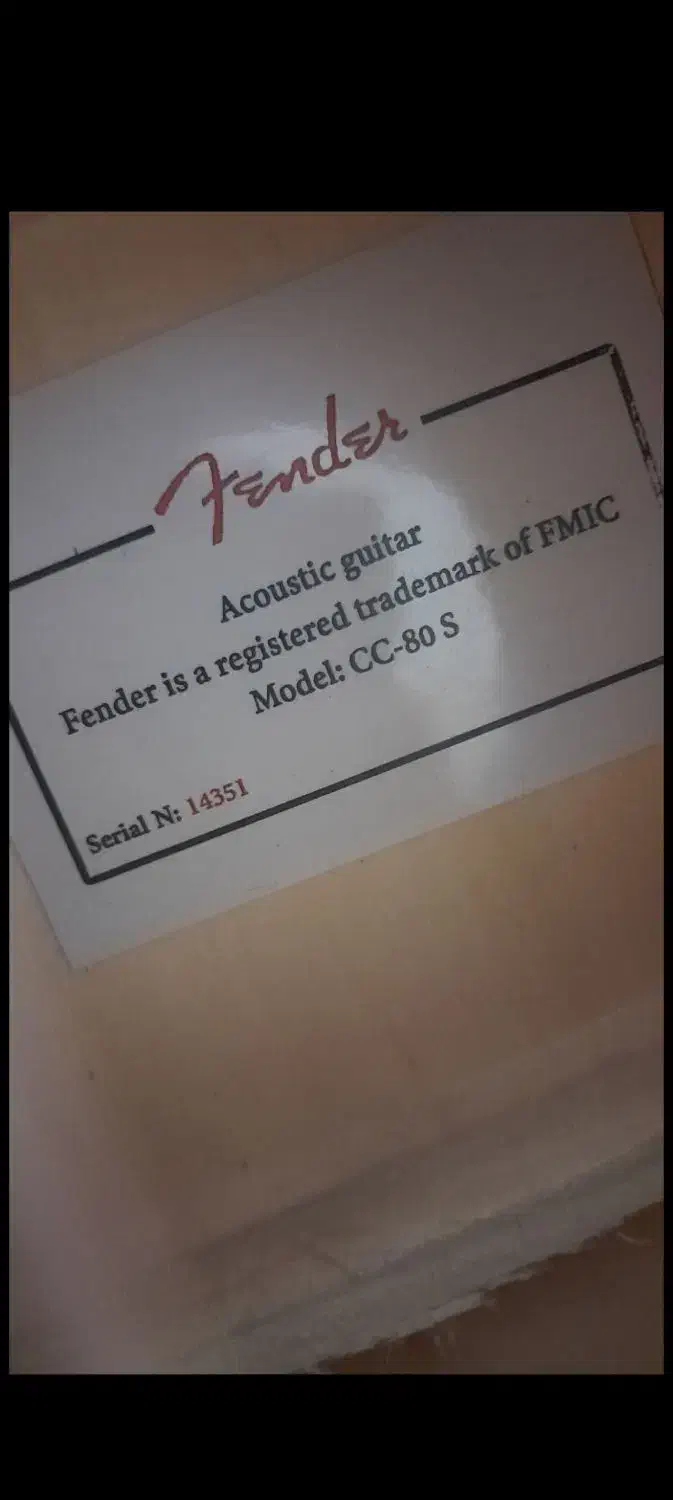 Fender
Acoustic guitar
Fender is a registered trademark of FMIC
Model: CC-80 S
Serial N: 14351